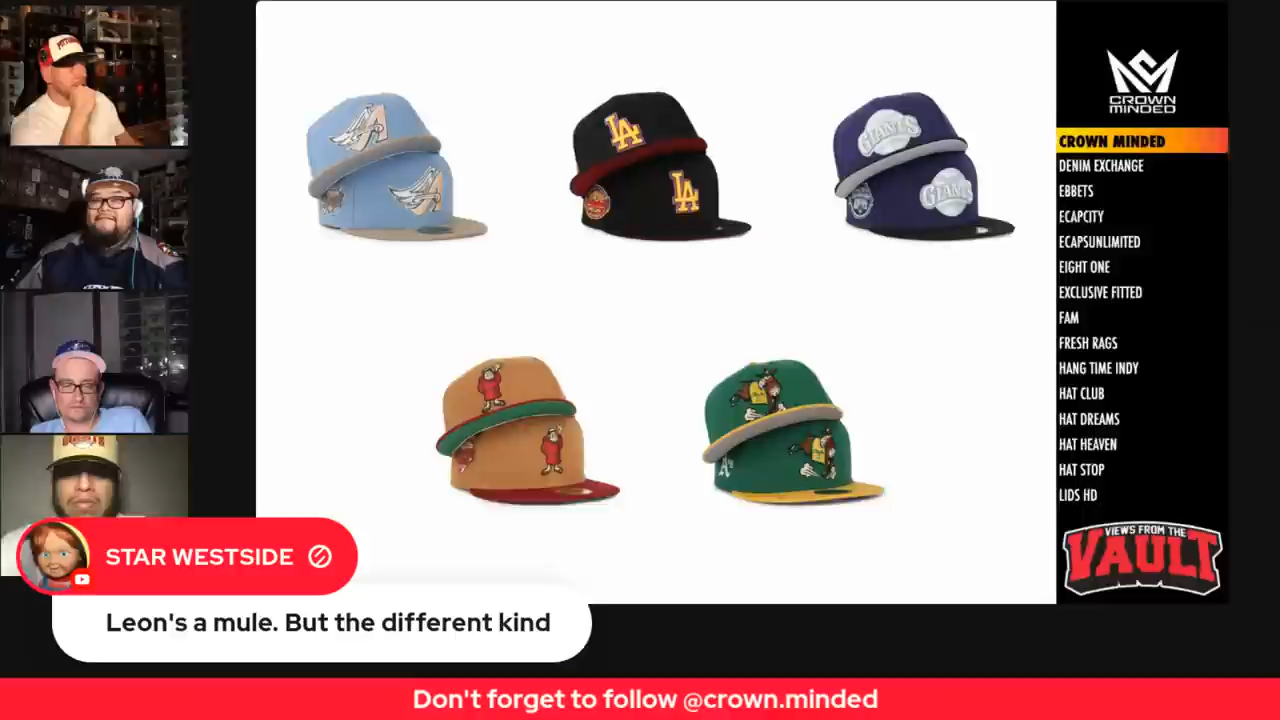 CROWN
MINDED
CROWN MINDED
DENIM EXCHANGE
EBBETS
ECAPCITY
ECAPSUNLIMITED
EIGHT ONE
EXCLUSIVE FITTED
FAM
FRESH RAGS
HANG TIME INDY
HAT CLUB
HAT DREAMS
HAT HEAVEN
HAT STOP
LIDS HD
VIEWS FROM THE
VAULT
A
A
LA
LA
GIANTS
GIANTS
A's
STAR WESTSIDE
Leon's a mule. But the different kind
Don't forget to follow @crown.minded